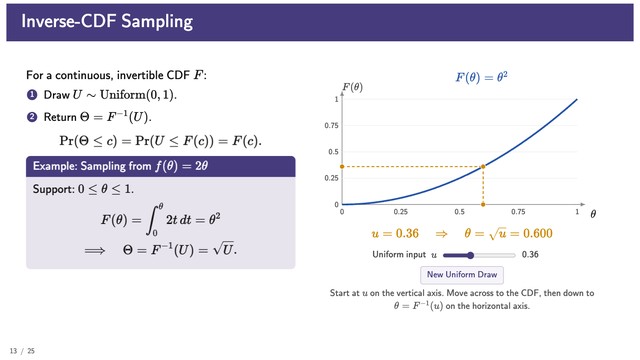 Inverse-CDF Sampling
For a continuous, invertible CDF F:
1 Draw U ∼ Uniform(0, 1).
2 Return Θ = F⁻¹(U).
Pr(Θ ≤ c) = Pr(U ≤ F(c)) = F(c).
Example: Sampling from f(θ) = 2θ
Support: 0 ≤ θ ≤ 1.
F(θ) = ∫₀^θ 2t dt = θ²
⟹ Θ = F⁻¹(U) = √U.
F(θ) = θ²
F(θ)
1
0.75
0.5
0.25
0
0 0.25 0.5 0.75 1 θ
u = 0.36 ⇒ θ = √u = 0.600
Uniform input u 0.36
New Uniform Draw
Start at u on the vertical axis. Move across to the CDF, then down to
θ = F⁻¹(u) on the horizontal axis.
13 / 25